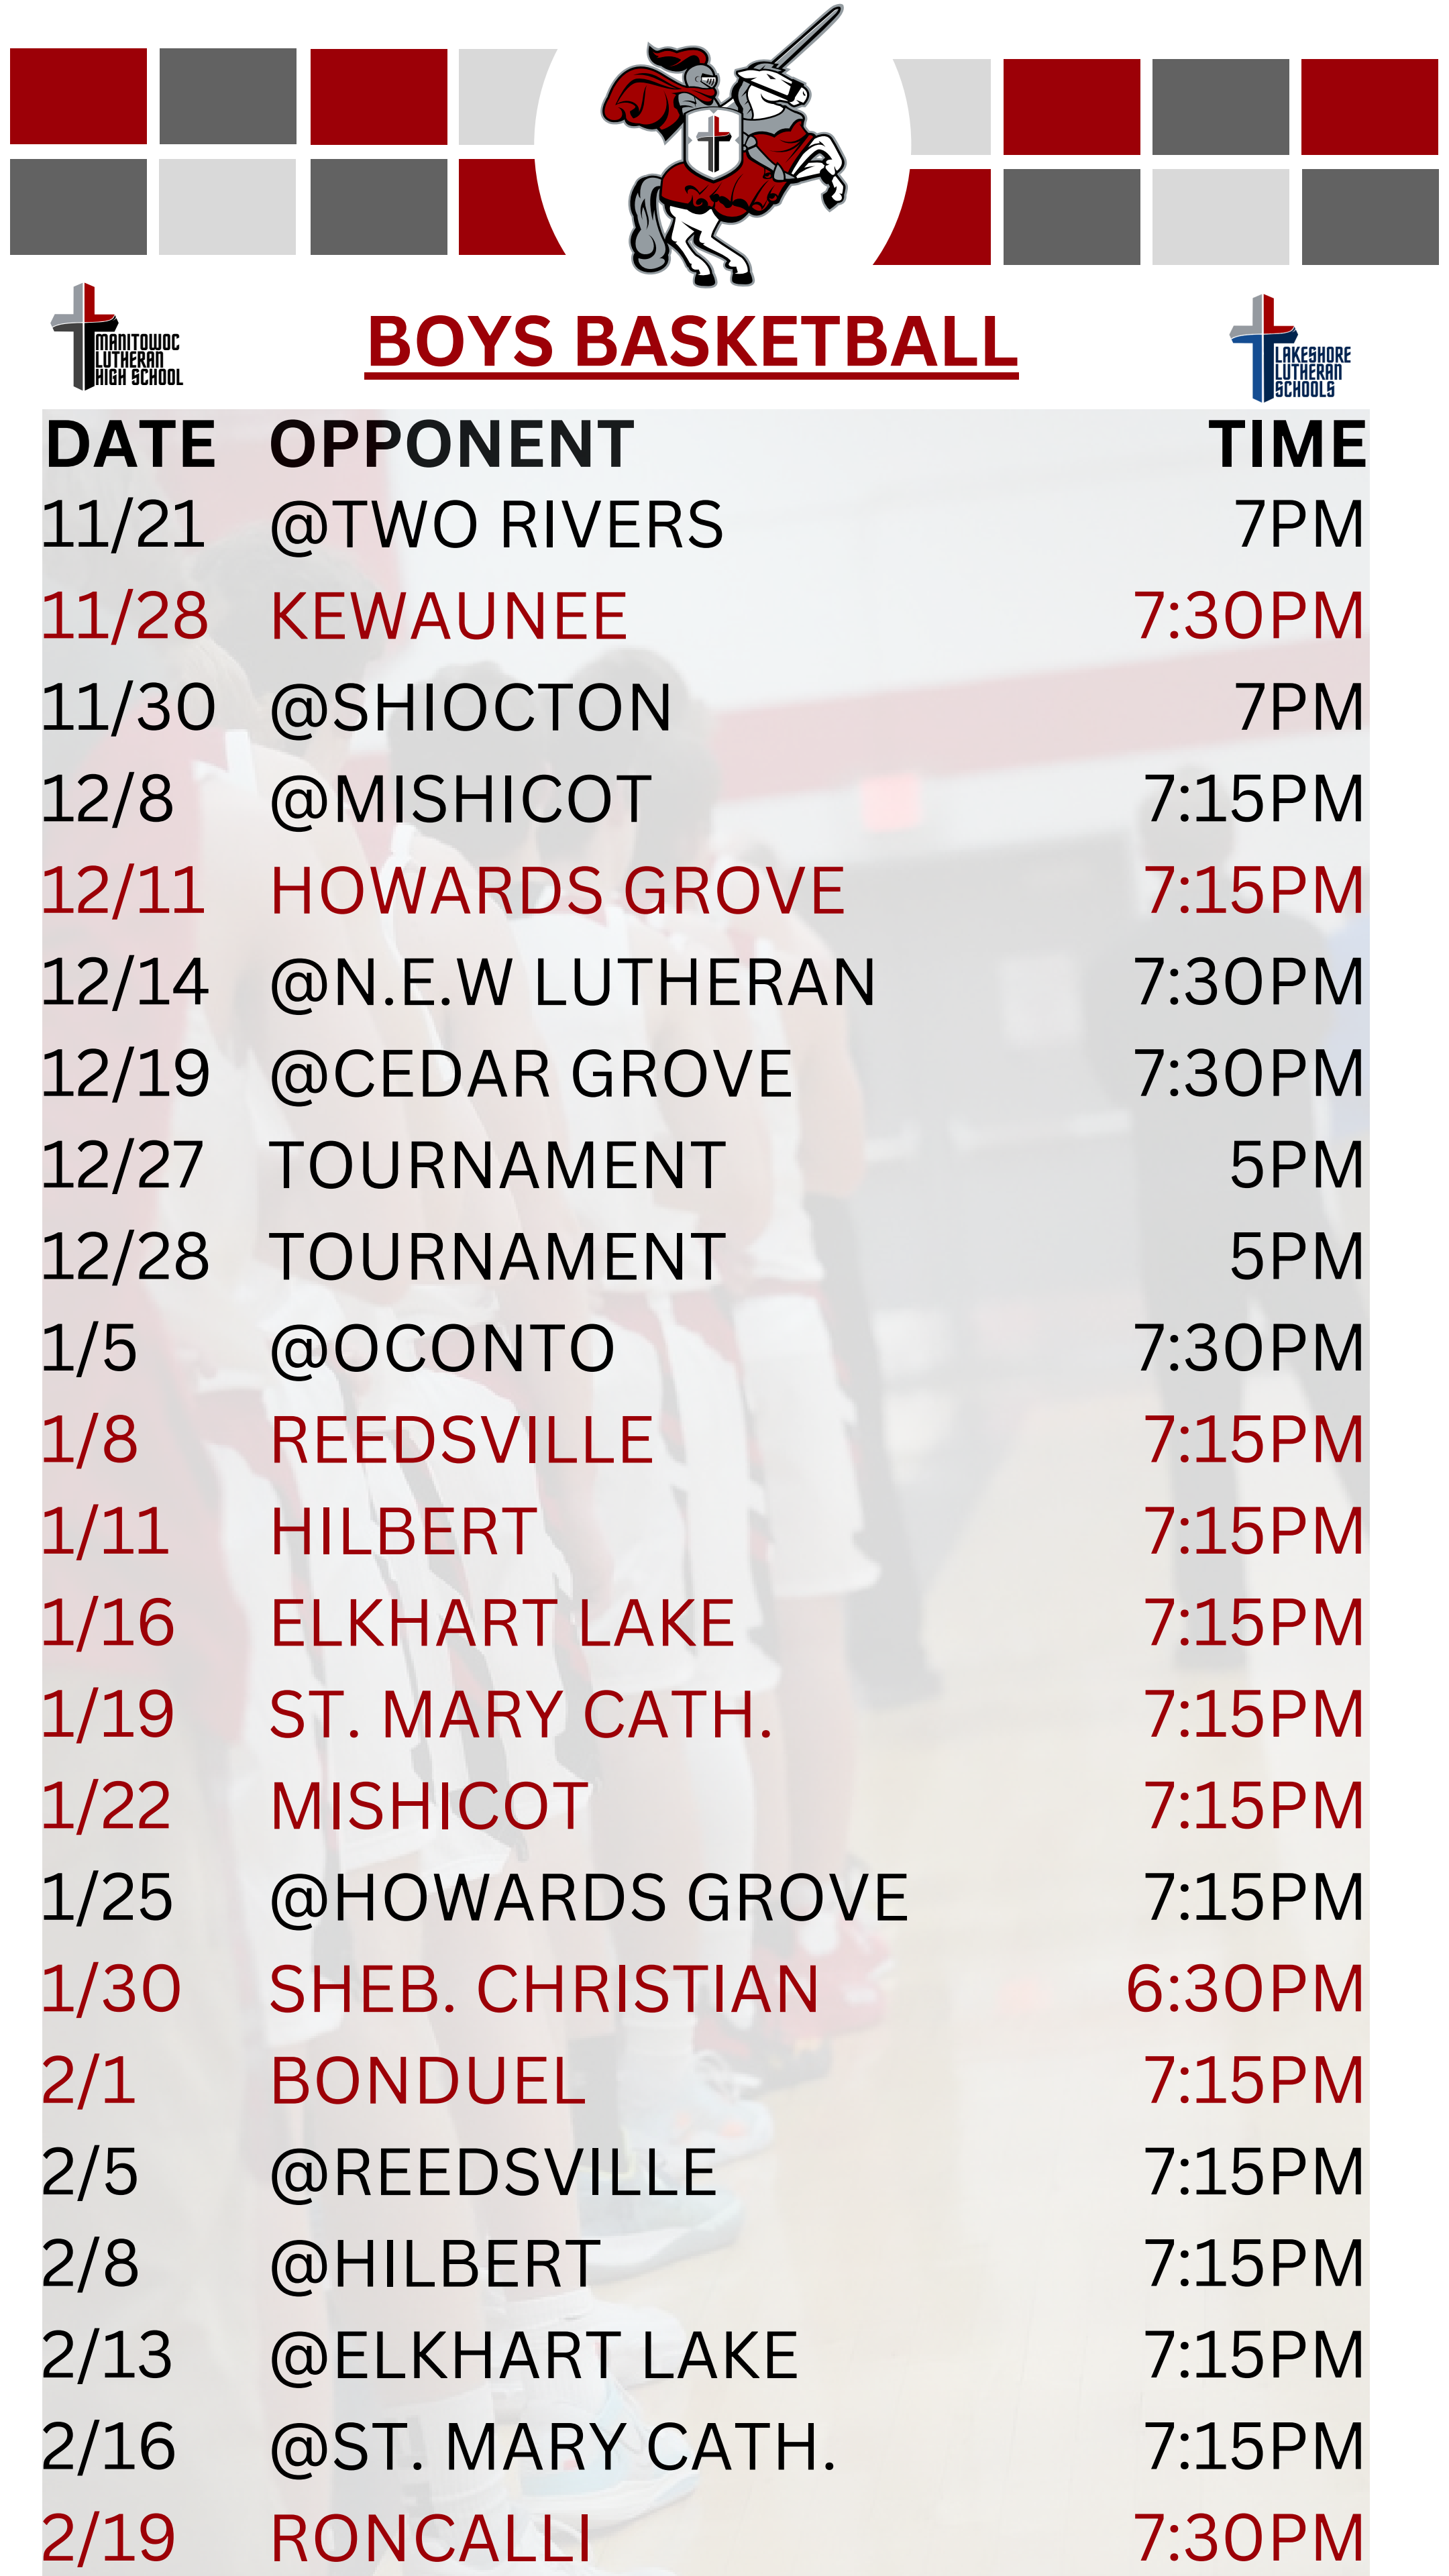 MANITOWOC
LUTHERAN
HIGH SCHOOL
BOYS BASKETBALL
LAKESHORE
LUTHERAN
SCHOOLS
DATE OPPONENT TIME
11/21 @TWO RIVERS 7PM
11/28 KEWAUNEE 7:30PM
11/30 @SHIOCTON 7PM
12/8 @MISHICOT 7:15PM
12/11 HOWARDS GROVE 7:15PM
12/14 @N.E.W LUTHERAN 7:30PM
12/19 @CEDAR GROVE 7:30PM
12/27 TOURNAMENT 5PM
12/28 TOURNAMENT 5PM
1/5 @OCONTO 7:30PM
1/8 REEDSVILLE 7:15PM
1/11 HILBERT 7:15PM
1/16 ELKHART LAKE 7:15PM
1/19 ST. MARY CATH. 7:15PM
1/22 MISHICOT 7:15PM
1/25 @HOWARDS GROVE 7:15PM
1/30 SHEB. CHRISTIAN 6:30PM
2/1 BONDUEL 7:15PM
2/5 @REEDSVILLE 7:15PM
2/8 @HILBERT 7:15PM
2/13 @ELKHART LAKE 7:15PM
2/16 @ST. MARY CATH. 7:15PM
2/19 RONCALLI 7:30PM